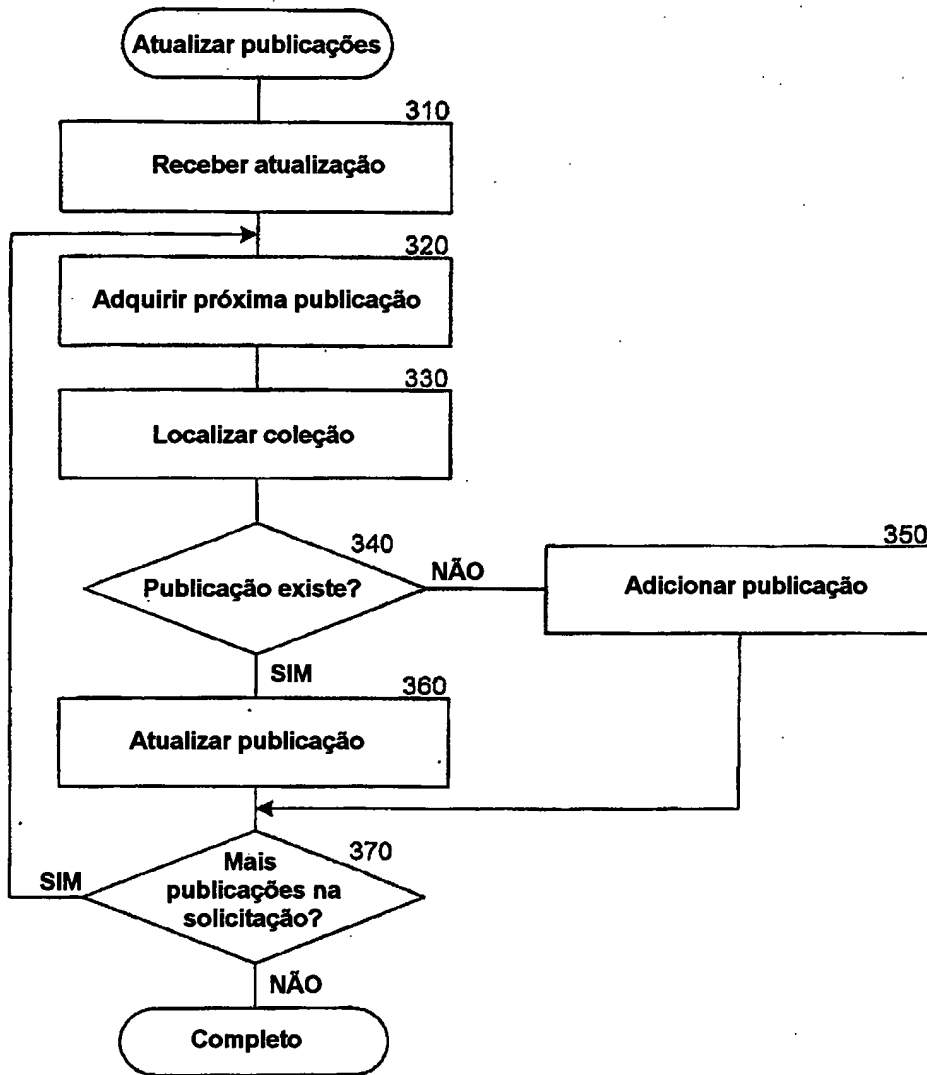 Atualizar publicações
310
Receber atualização
320
Adquirir próxima publicação
330
Localizar coleção
340
Publicação existe?
NÃO
350
Adicionar publicação
SIM
360
Atualizar publicação
370
Mais
publicações na
solicitação?
SIM
NÃO
Completo